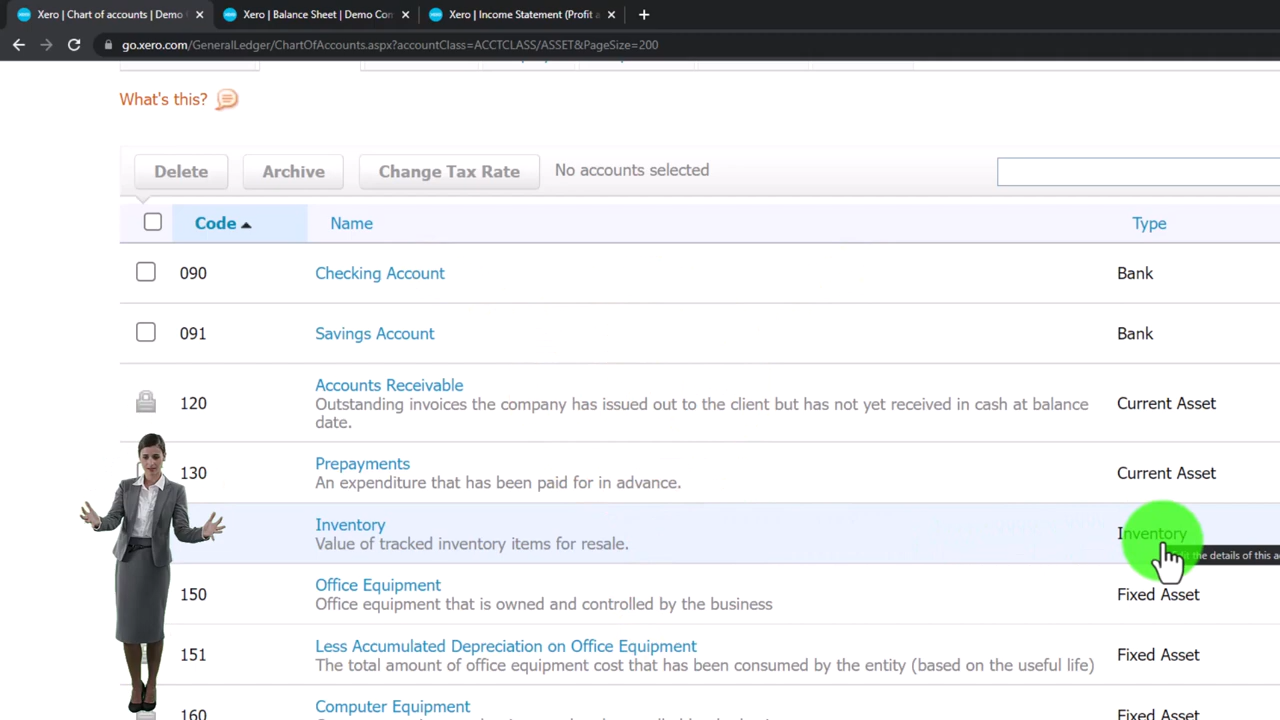 Xero | Chart of accounts | Demo
Xero | Balance Sheet | Demo Con
Xero | Income Statement (Profit a
go.xero.com/GeneralLedger/ChartOfAccounts.aspx?accountClass=ACCTCLASS/ASSET&PageSize=200
What's this?
Delete
Archive
Change Tax Rate
No accounts selected
Code
Name
Type
090
Checking Account
Bank
091
Savings Account
Bank
Accounts Receivable
120
Outstanding invoices the company has issued out to the client but has not yet received in cash at balance
date.
Current Asset
Prepayments
130
An expenditure that has been paid for in advance.
Current Asset
Inventory
Value of tracked inventory items for resale.
Inventory
the details of this a
Office Equipment
150
Office equipment that is owned and controlled by the business
Fixed Asset
Less Accumulated Depreciation on Office Equipment
151
The total amount of office equipment cost that has been consumed by the entity (based on the useful life)
Fixed Asset
Computer Equipment
160
Fixed Asset